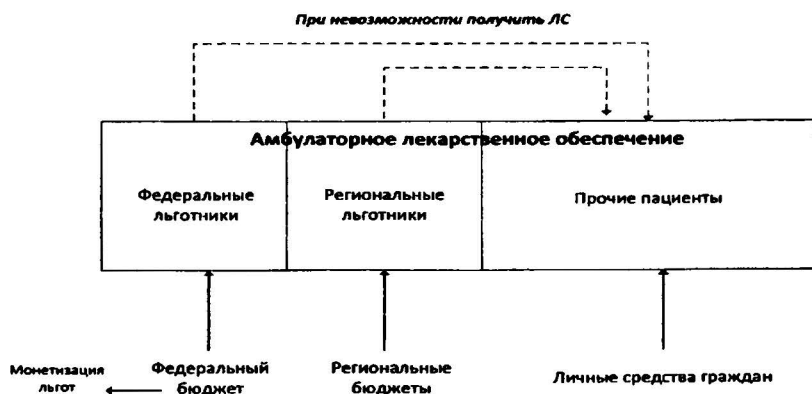 При невозможности получить ЛС
Амбулаторное лекарственное обеспечение
Федеральные
льготники
Региональные
льготники
Прочие пациенты
Монетизация
льгот
Федеральный
бюджет
Региональные
бюджеты
Личные средства граждан